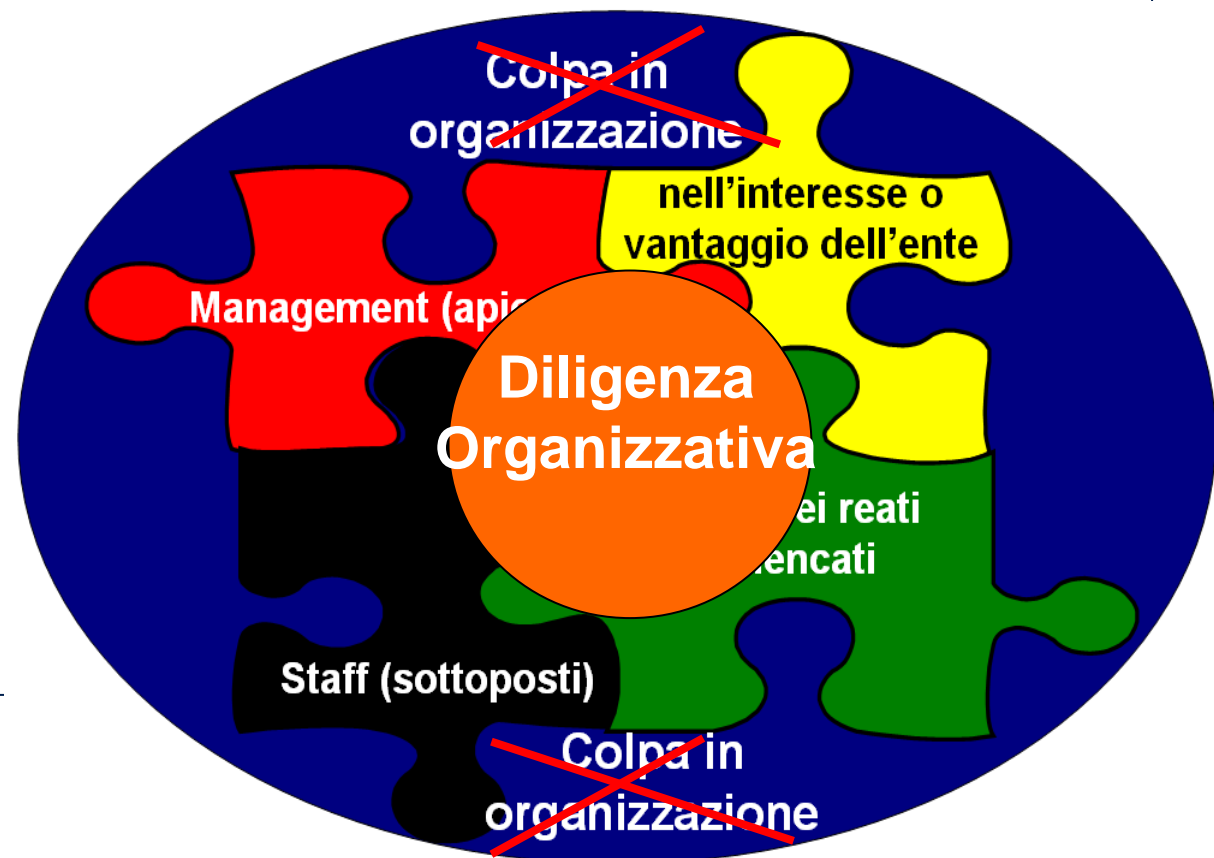 Colpa in
organizzazione
nell'interesse o
vantaggio dell'ente
Management (apic
Diligenza
Organizzativa
ei reati
encati
Staff (sottoposti)
Colpa in
organizzazione